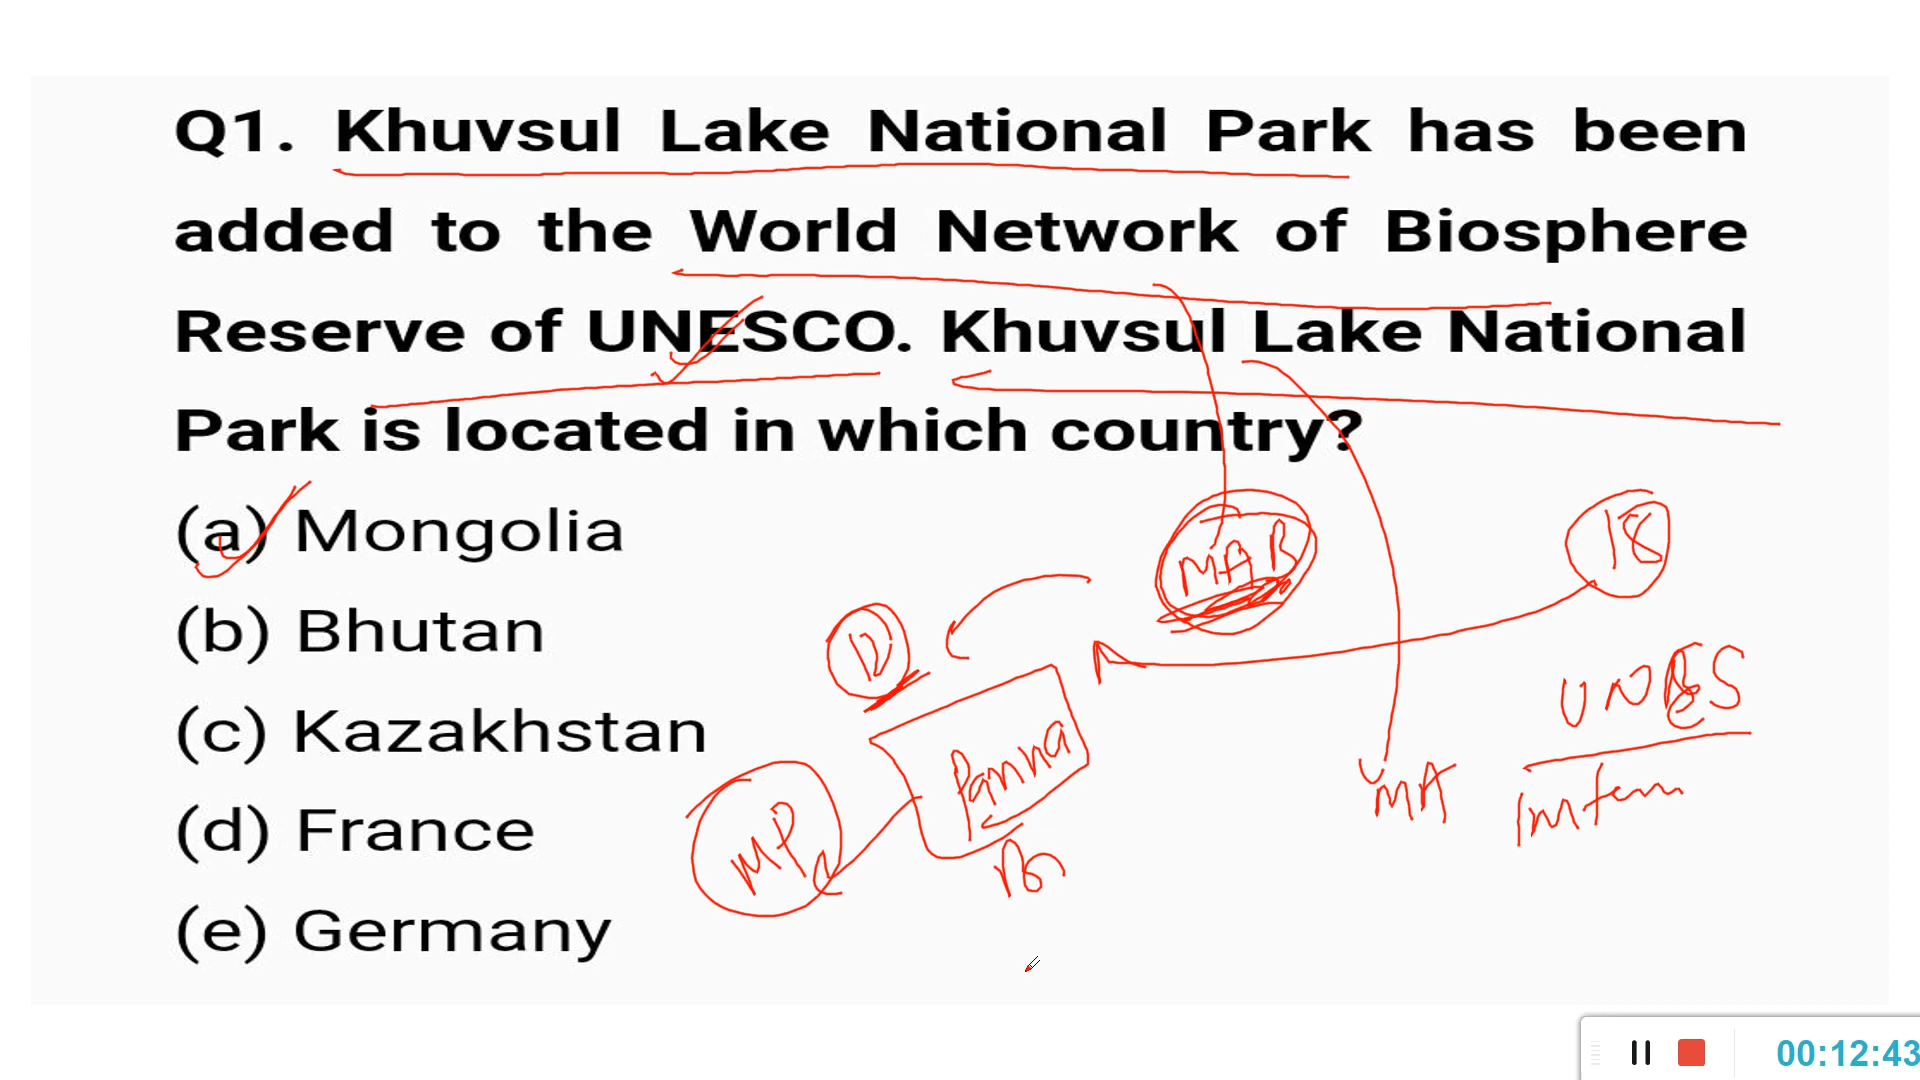 Q1. Khuvsul Lake National Park has been
added to the World Network of Biosphere
Reserve of UNESCO. Khuvsul Lake National
Park is located in which country?
(a) Mongolia
(b) Bhutan
(c) Kazakhstan
(d) France
(e) Germany
MAB
18
D
UNES
Panna
MA
MP
00:12:43